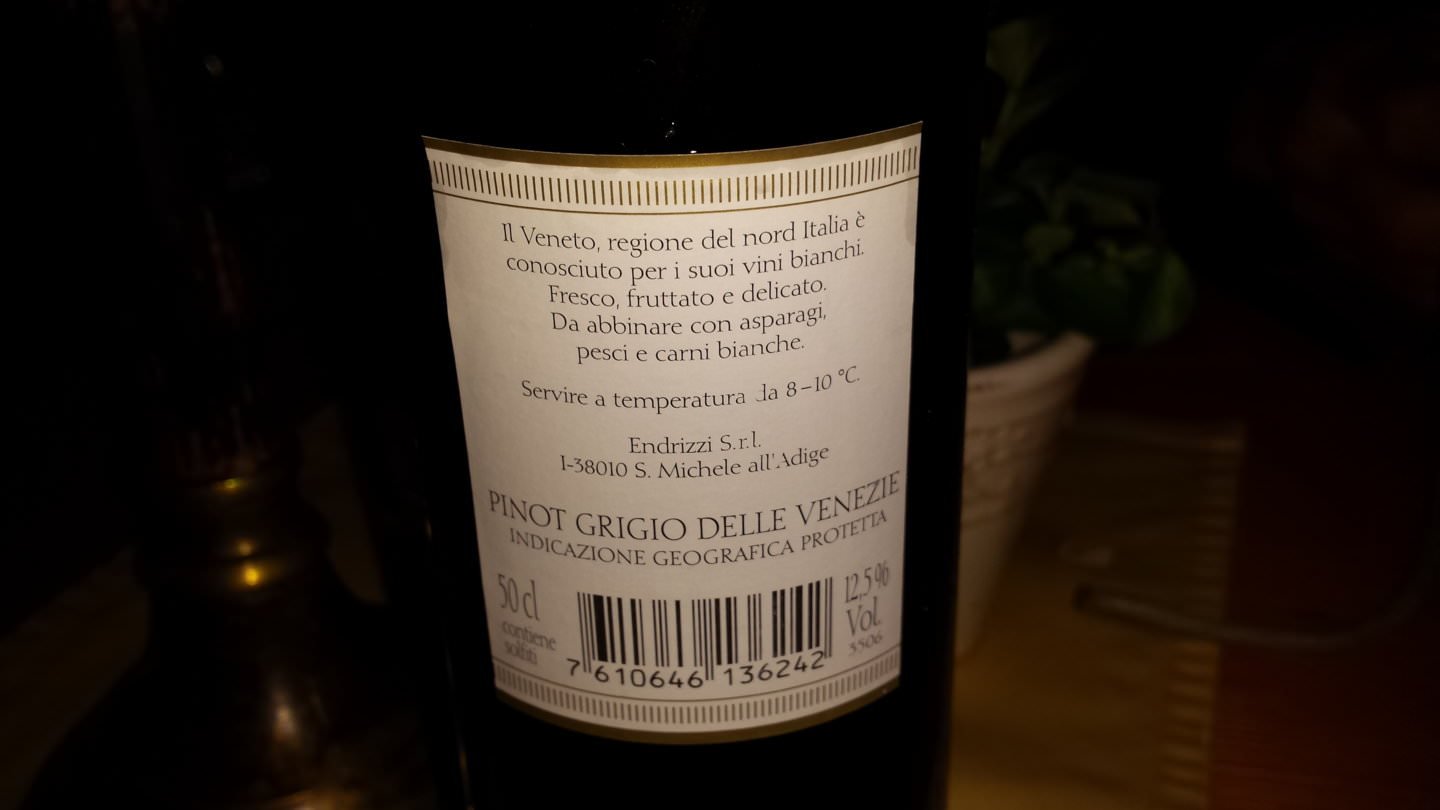 Il Veneto, regione del nord Italia è
conosciuto per i suoi vini bianchi.
Fresco, fruttato e delicato.
Da abbinare con asparagi,
pesci e carni bianche.
Servire a temperatura da 8–10 °C.
Endrizzi S.r.l.
I-38010 S. Michele all'Adige
PINOT GRIGIO DELLE VENEZIE
INDICAZIONE GEOGRAFICA PROTETTA
50 cl
contiene
solfiti
12,5 %
Vol.
3506
7 610646 136242